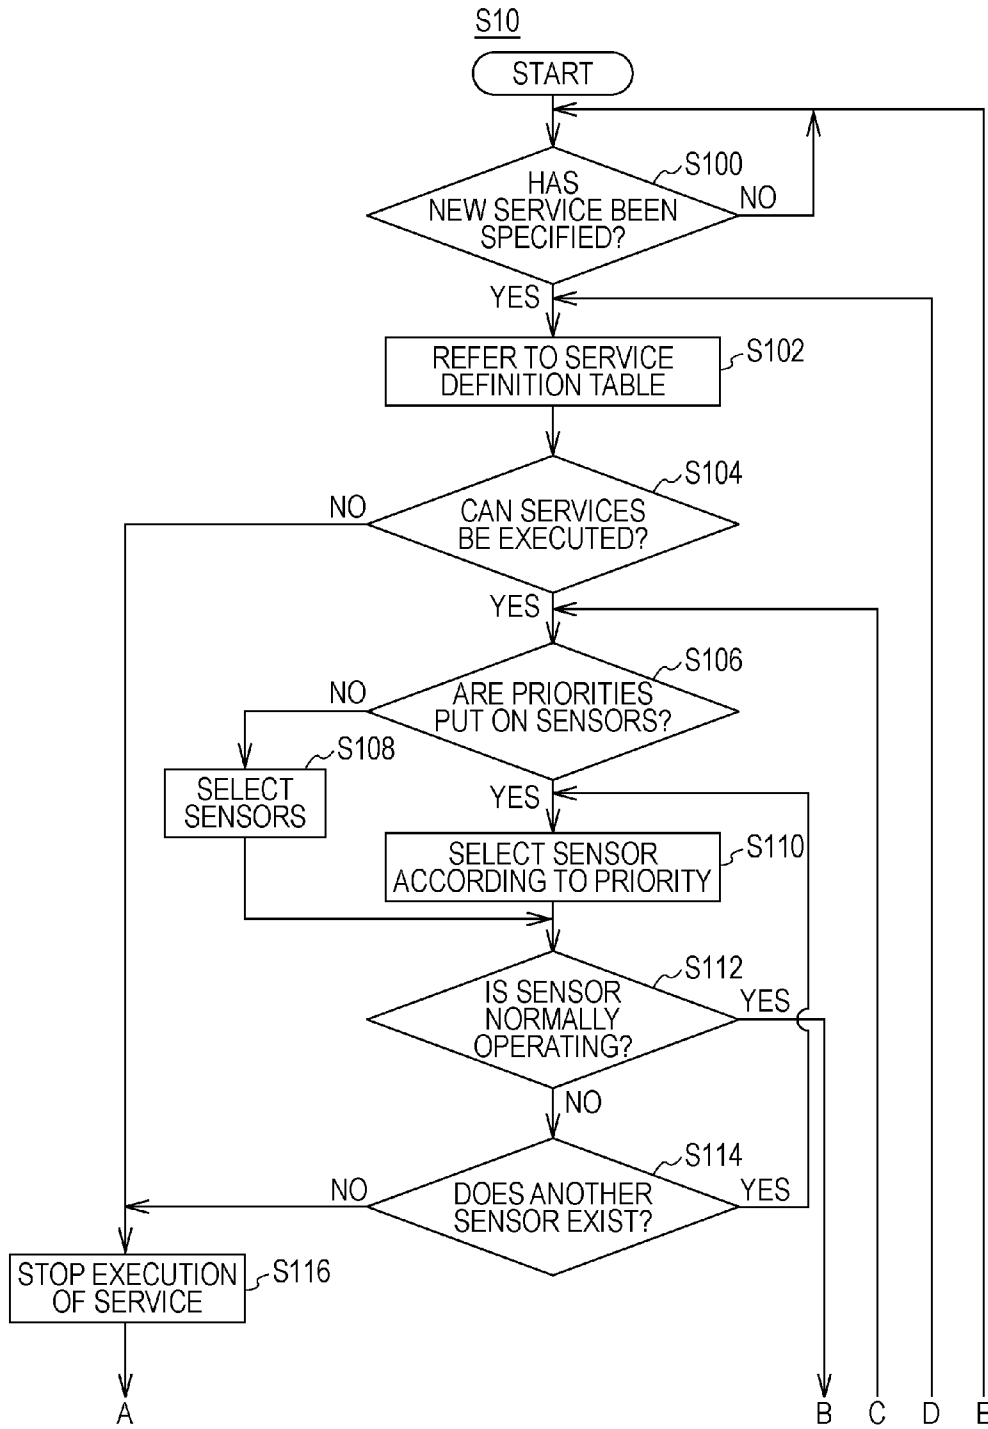 S10
START
S100
HAS
NEW SERVICE BEEN
SPECIFIED?
NO
YES
REFER TO SERVICE
DEFINITION TABLE
S102
S104
NO
CAN SERVICES
BE EXECUTED?
YES
S106
NO
ARE PRIORITIES
PUT ON SENSORS?
S108
SELECT
SENSORS
YES
SELECT SENSOR
ACCORDING TO PRIORITY
S110
S112
IS SENSOR
NORMALLY
OPERATING?
YES
NO
S114
NO
DOES ANOTHER
SENSOR EXIST?
YES
STOP EXECUTION
OF SERVICE
S116
A
B
C
D
E